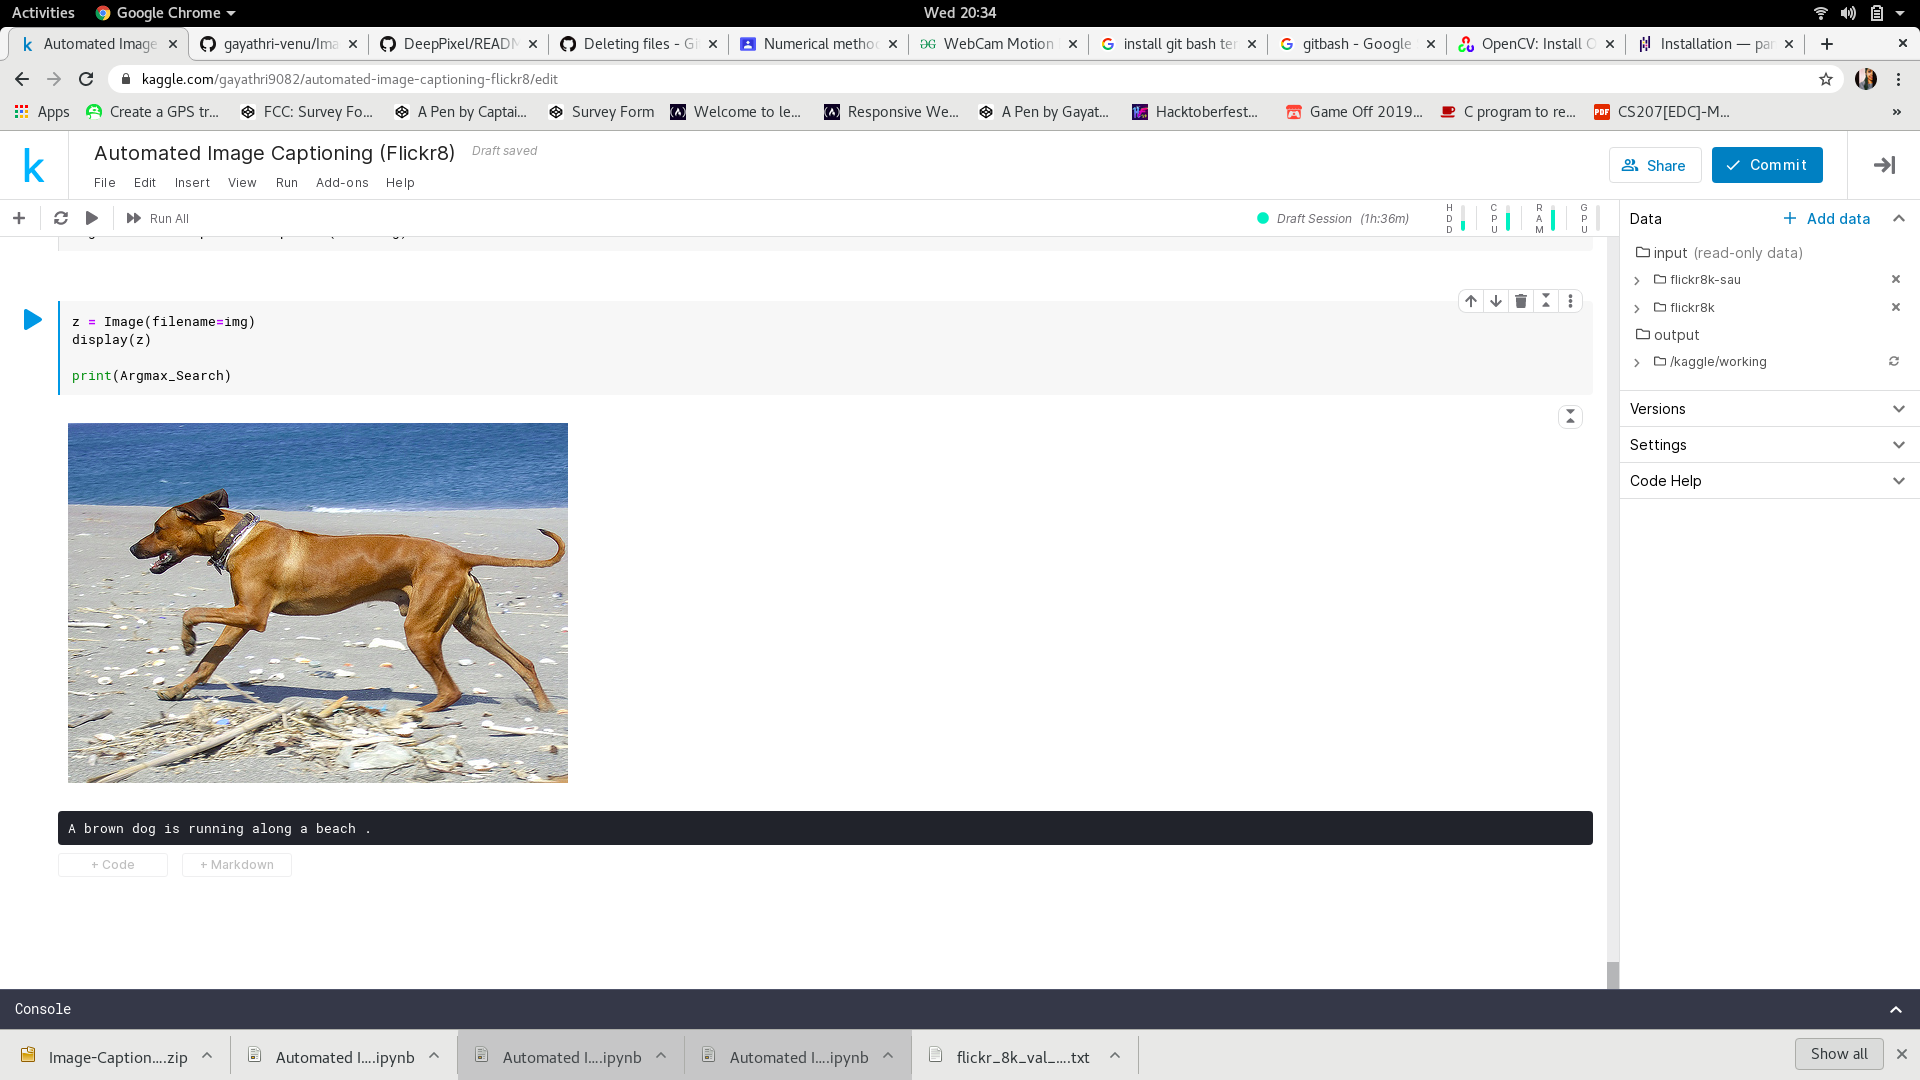 Activities Google Chrome Wed 20:34
Automated Image gayathri-venu/Ima DeepPixel/READM Deleting files - Gi Numerical metho WebCam Motion install git bash ter gitbash - Google OpenCV: Install O Installation — pan
kaggle.com/gayathri9082/automated-image-captioning-flickr8/edit
Apps Create a GPS tr... FCC: Survey Fo... A Pen by Captai... Survey Form Welcome to le... Responsive We... A Pen by Gayat... Hacktoberfest... Game Off 2019... C program to re... CS207[EDC]-M...
Automated Image Captioning (Flickr8) Draft saved
File Edit Insert View Run Add-ons Help
Share Commit
Run All Draft Session (1h:36m) HDD CPU RAM GPU
z = Image(filename=img)
display(z)
print(Argmax_Search)
A brown dog is running along a beach .
+ Code + Markdown
Data + Add data
input (read-only data)
flickr8k-sau
flickr8k
output
/kaggle/working
Versions
Settings
Code Help
Console
Image-Caption....zip Automated I....ipynb Automated I....ipynb Automated I....ipynb flickr_8k_val_....txt Show all